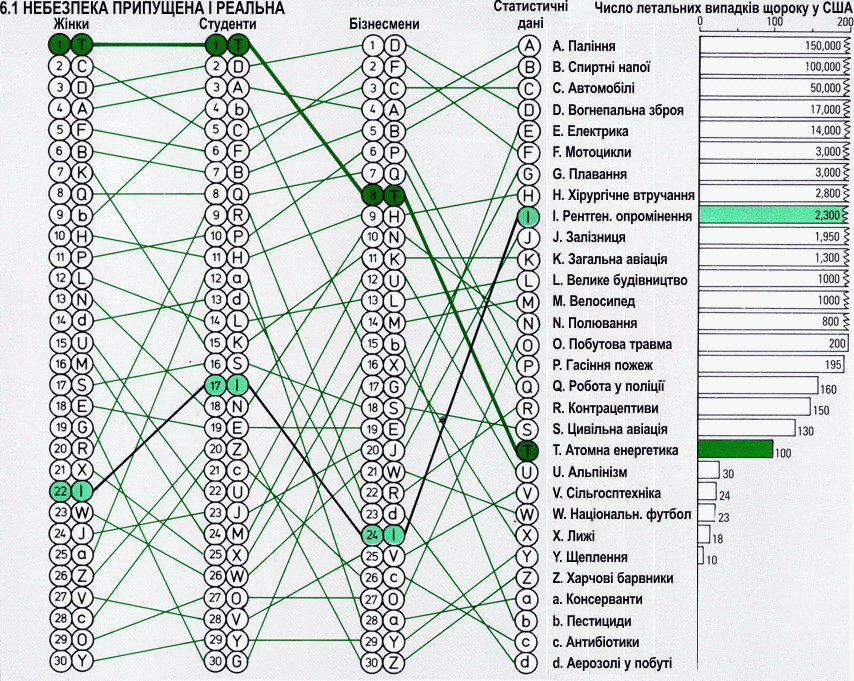 6.1 НЕБЕЗПЕКА ПРИПУЩЕНА І РЕАЛЬНА
Жінки Студенти Бізнесмени Статистичні дані Число летальних випадків щороку у США
0 100 200
1 T 1 T 1 D A A. Паління 150,000
2 C 2 D 2 F B B. Спиртні напої 100,000
3 D 3 A 3 C C C. Автомобілі 50,000
4 A 4 b 4 A D D. Вогнепальна зброя 17,000
5 F 5 C 5 B E E. Електрика 14,000
6 B 6 F 6 P F F. Мотоцикли 3,000
7 K 7 B 7 Q G G. Плавання 3,000
8 Q 8 Q 8 T H H. Хірургічне втручання 2,800
9 b 9 R 9 H I I. Рентген. опромінення 2,300
10 H 10 P 10 N J J. Залізниця 1,950
11 P 11 H 11 K K K. Загальна авіація 1,300
12 L 12 a 12 U L L. Велике будівництво 1000
13 N 13 d 13 L M M. Велосипед 1000
14 d 14 L 14 M N N. Полювання 800
15 U 15 K 15 b O O. Побутова травма 200
16 M 16 S 16 X P P. Гасіння пожеж 195
17 S 17 I 17 G Q Q. Робота у поліції 160
18 E 18 N 18 S R R. Контрацептиви 150
19 G 19 E 19 E S S. Цивільна авіація 130
20 R 20 Z 20 J T T. Атомна енергетика 100
21 X 21 c 21 W U U. Альпінізм 30
22 I 22 U 22 R V V. Сільгосптехніка 24
23 W 23 J 23 d W W. Національн. футбол 23
24 J 24 M 24 I X X. Лижі 18
25 a 25 X 25 V Y Y. Щеплення 10
26 Z 26 W 26 c Z Z. Харчові барвники
27 V 27 O 27 O a a. Консерванти
28 c 28 V 28 a b b. Пестициди
29 O 29 Y 29 Y c c. Антибіотики
30 Y 30 G 30 Z d d. Аерозолі у побуті